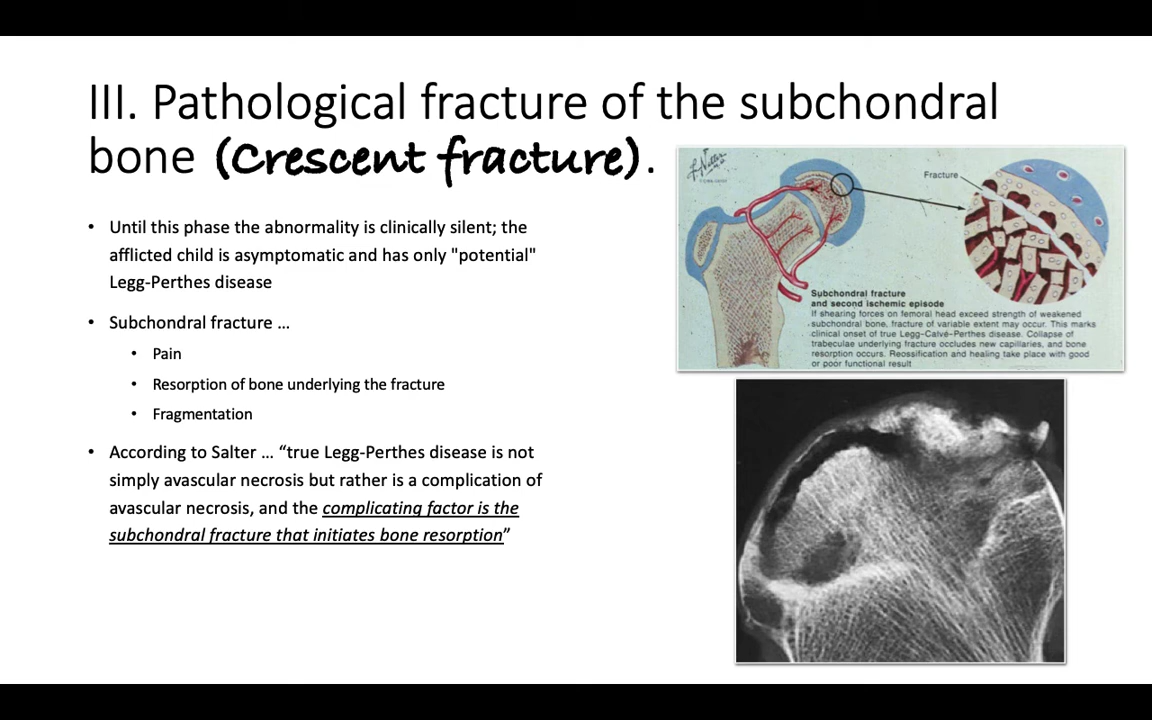 III. Pathological fracture of the subchondral
bone (Crescent fracture).
• Until this phase the abnormality is clinically silent; the
afflicted child is asymptomatic and has only "potential"
Legg-Perthes disease
• Subchondral fracture ...
• Pain
• Resorption of bone underlying the fracture
• Fragmentation
• According to Salter ... “true Legg-Perthes disease is not
simply avascular necrosis but rather is a complication of
avascular necrosis, and the complicating factor is the
subchondral fracture that initiates bone resorption”
Fracture
Subchondral fracture
and second ischemic episode
If shearing forces on femoral head exceed strength of weakened
subchondral bone, fracture of variable extent may occur. This marks
clinical onset of true Legg-Calvé-Perthes disease. Collapse of
trabeculae underlying fracture occludes new capillaries, and bone
resorption occurs. Reossification and healing take place with good
or poor functional result